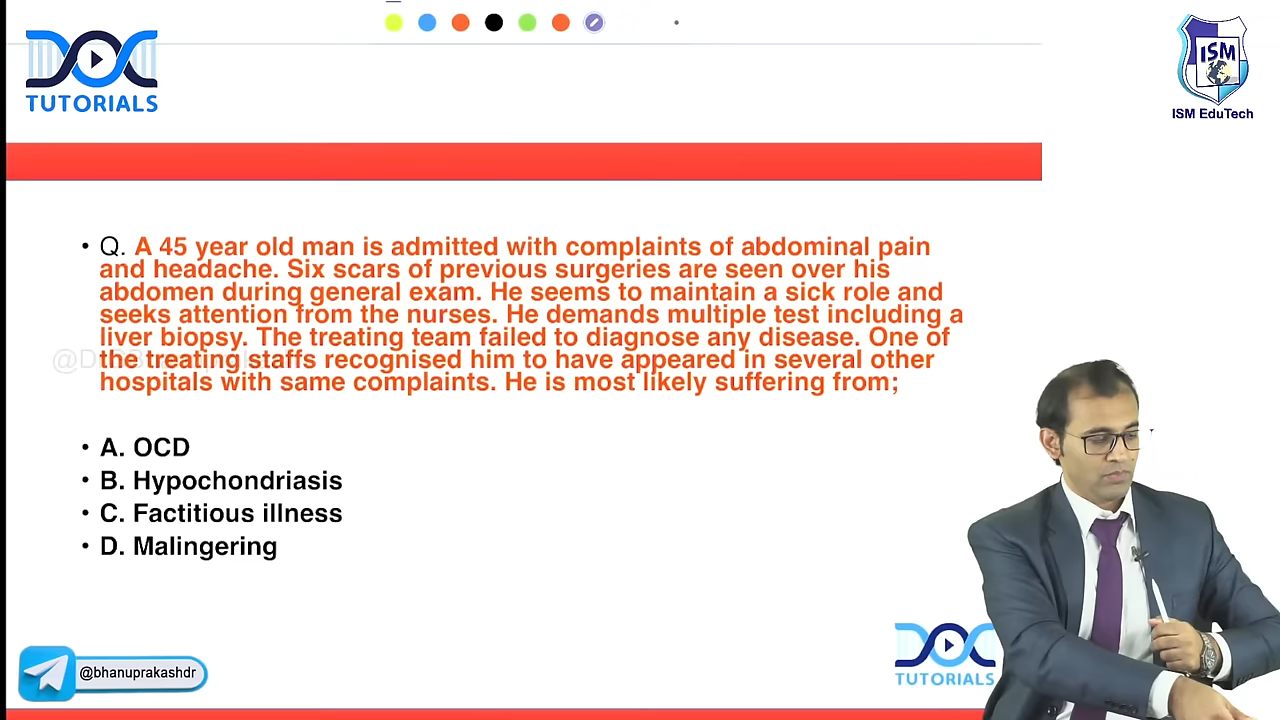 DOC
TUTORIALS
ISM
ISM EduTech
• Q. A 45 year old man is admitted with complaints of abdominal pain
and headache. Six scars of previous surgeries are seen over his
abdomen during general exam. He seems to maintain a sick role and
seeks attention from the nurses. He demands multiple test including a
liver biopsy. The treating team failed to diagnose any disease. One of
the treating staffs recognised him to have appeared in several other
hospitals with same complaints. He is most likely suffering from;
• A. OCD
• B. Hypochondriasis
• C. Factitious illness
• D. Malingering
@bhanuprakashdr
DOC
TUTORIALS